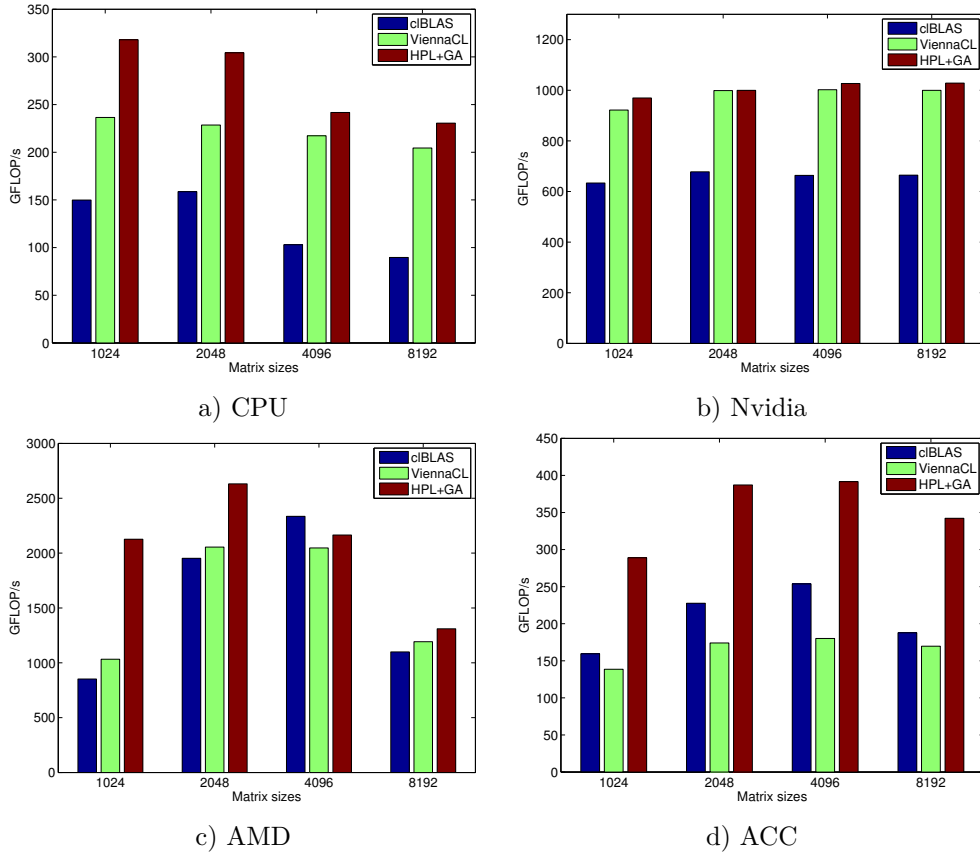 350
300
250
200
150
100
50
0
GFLOP/s
clBLAS
ViennaCL
HPL+GA
1024 2048 4096 8192
Matrix sizes
a) CPU
1200
1000
800
600
400
200
0
GFLOP/s
clBLAS
ViennaCL
HPL+GA
1024 2048 4096 8192
Matrix sizes
b) Nvidia
3000
2500
2000
1500
1000
500
0
GFLOP/s
clBLAS
ViennaCL
HPL+GA
1024 2048 4096 8192
Matrix sizes
c) AMD
450
400
350
300
250
200
150
100
50
0
GFLOP/s
clBLAS
ViennaCL
HPL+GA
1024 2048 4096 8192
Matrix sizes
d) ACC